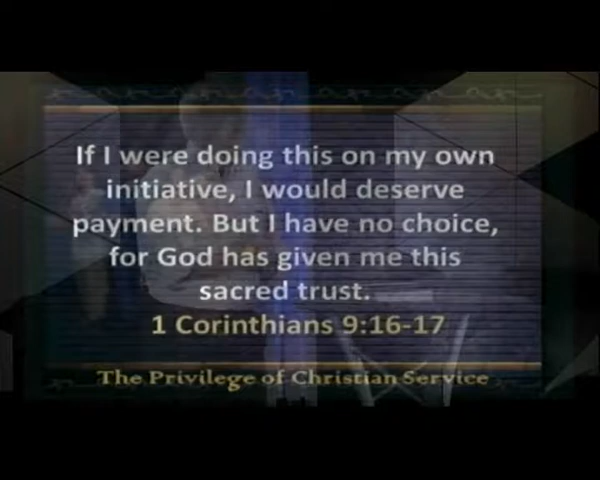 If I were doing this on my own
initiative, I would deserve
payment. But I have no choice,
for God has given me this
sacred trust.
1 Corinthians 9:16-17
The Privilege of Christian Service